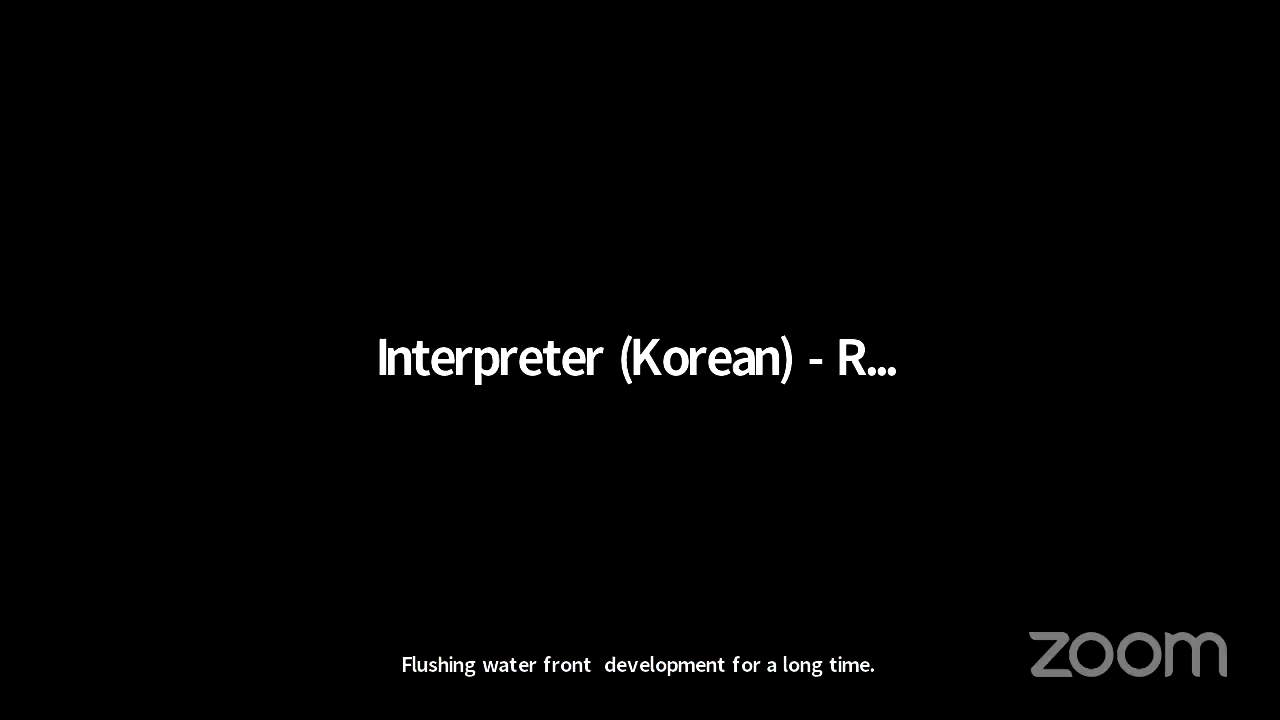 Interpreter (Korean) - R...
Flushing water front  development for a long time.
zoom